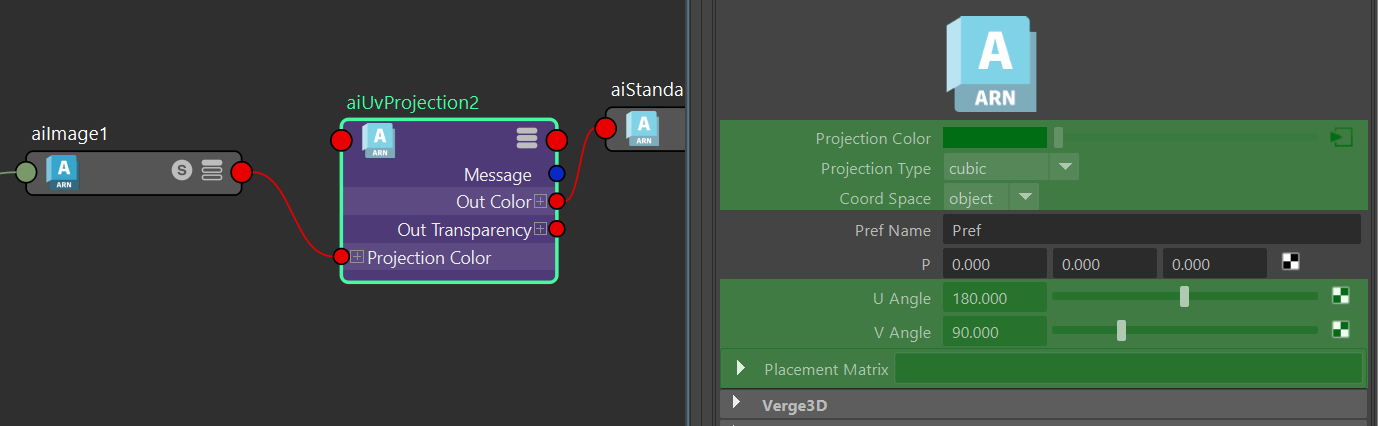 aiImage1
A
ARN
S
aiUvProjection2
A
ARN
Message
Out Color
Out Transparency
Projection Color
aiStanda
A
ARN
A
ARN
Projection Color
Projection Type cubic
Coord Space object
Pref Name Pref
P 0.000 0.000 0.000
U Angle 180.000
V Angle 90.000
Placement Matrix
Verge3D